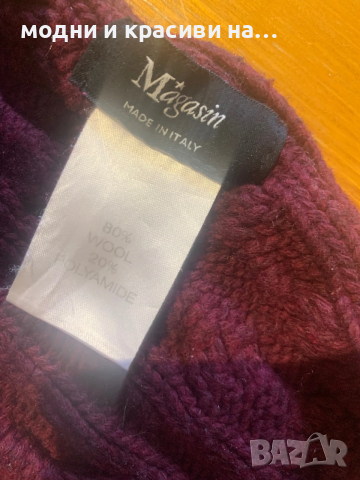 модни и красиви на...
Magasin
MADE IN ITALY
80%
WOOL
20%
POLYAMIDE
BAZAR